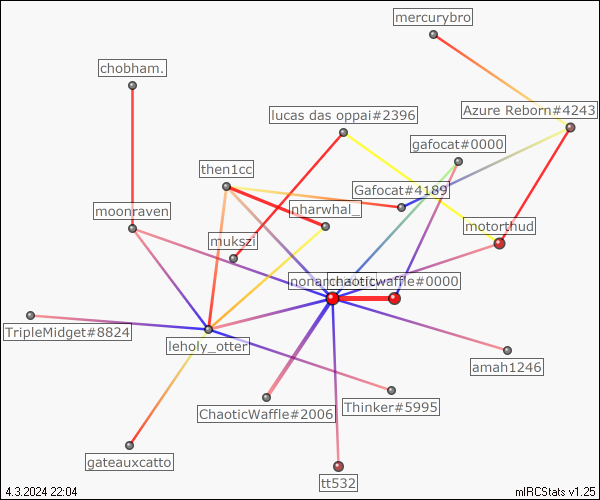 mercurybro
chobham.
Azure Reborn#4243
lucas das oppai#2396
gafocat#0000
then1cc
Gafocat#4189
nharwhal_
moonraven
motorthud
mukszi
chaoticwaffle#0000
TripleMidget#8824
leholy_otter
amah1246
Thinker#5995
ChaoticWaffle#2006
gateauxcatto
tt532
4.3.2024 22:04
mIRCStats v1.25